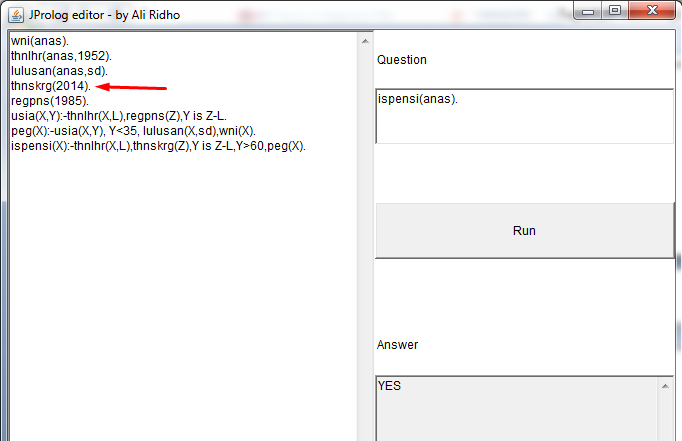 JProlog editor - by Ali Ridho
wni(anas).
thnlhr(anas,1952).
lulusan(anas,sd).
thnskrg(2014).
regpns(1985).
usia(X,Y):-thnlhr(X,L),regpns(Z),Y is Z-L.
peg(X):-usia(X,Y), Y<35, lulusan(X,sd),wni(X).
ispensi(X):-thnlhr(X,L),thnskrg(Z),Y is Z-L,Y>60,peg(X).
Question
ispensi(anas).
Run
Answer
YES